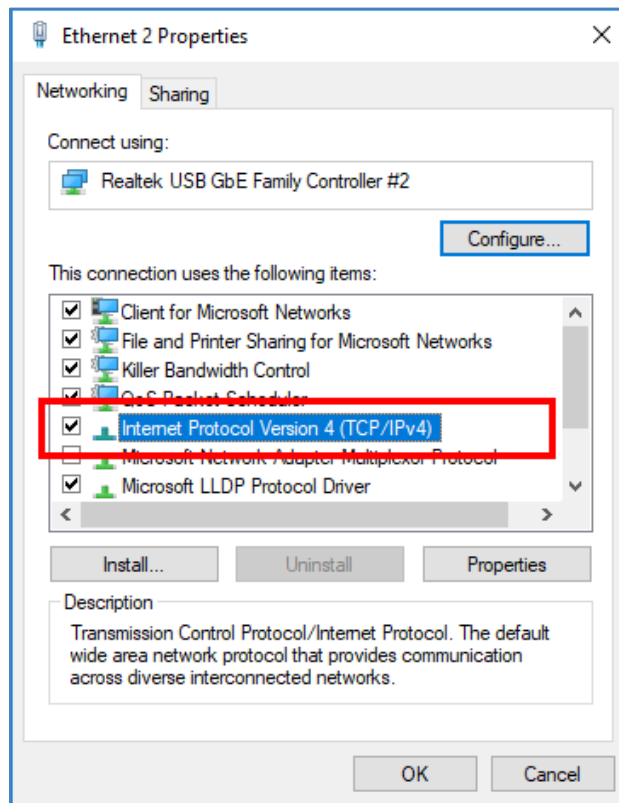 Ethernet 2 Properties
Networking
Sharing
Connect using:
Realtek USB GbE Family Controller #2
Configure...
This connection uses the following items:
Client for Microsoft Networks
File and Printer Sharing for Microsoft Networks
Killer Bandwidth Control
QoS Packet Scheduler
Internet Protocol Version 4 (TCP/IPv4)
Microsoft Network Adapter Multiplexor Protocol
Microsoft LLDP Protocol Driver
Install...
Uninstall
Properties
Description
Transmission Control Protocol/Internet Protocol. The default
wide area network protocol that provides communication
across diverse interconnected networks.
OK
Cancel